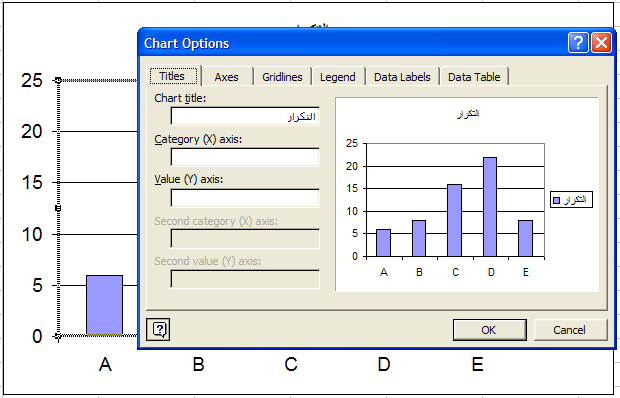 التكرار
Chart Options
Titles Axes Gridlines Legend Data Labels Data Table
Chart title:
التكرار
Category (X) axis:
Value (Y) axis:
Second category (X) axis:
Second value (Y) axis:
التكرار
25
20
15
10
5
0
A B C D E
التكرار
OK Cancel
25
20
15
10
5
0
A B C D E